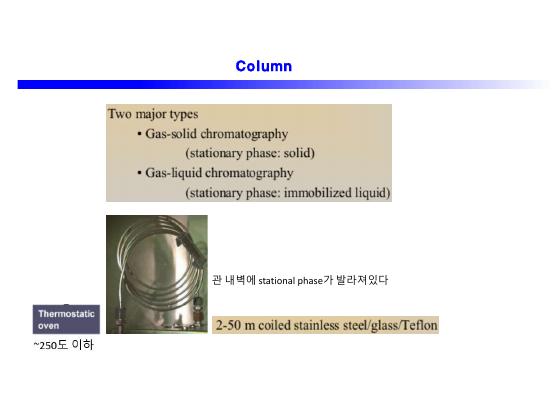 Column
Two major types
• Gas-solid chromatography
(stationary phase: solid)
• Gas-liquid chromatography
(stationary phase: immobilized liquid)
관 내벽에 stational phase가 발라져있다
Thermostatic
oven
2-50 m coiled stainless steel/glass/Teflon
~250도 이하